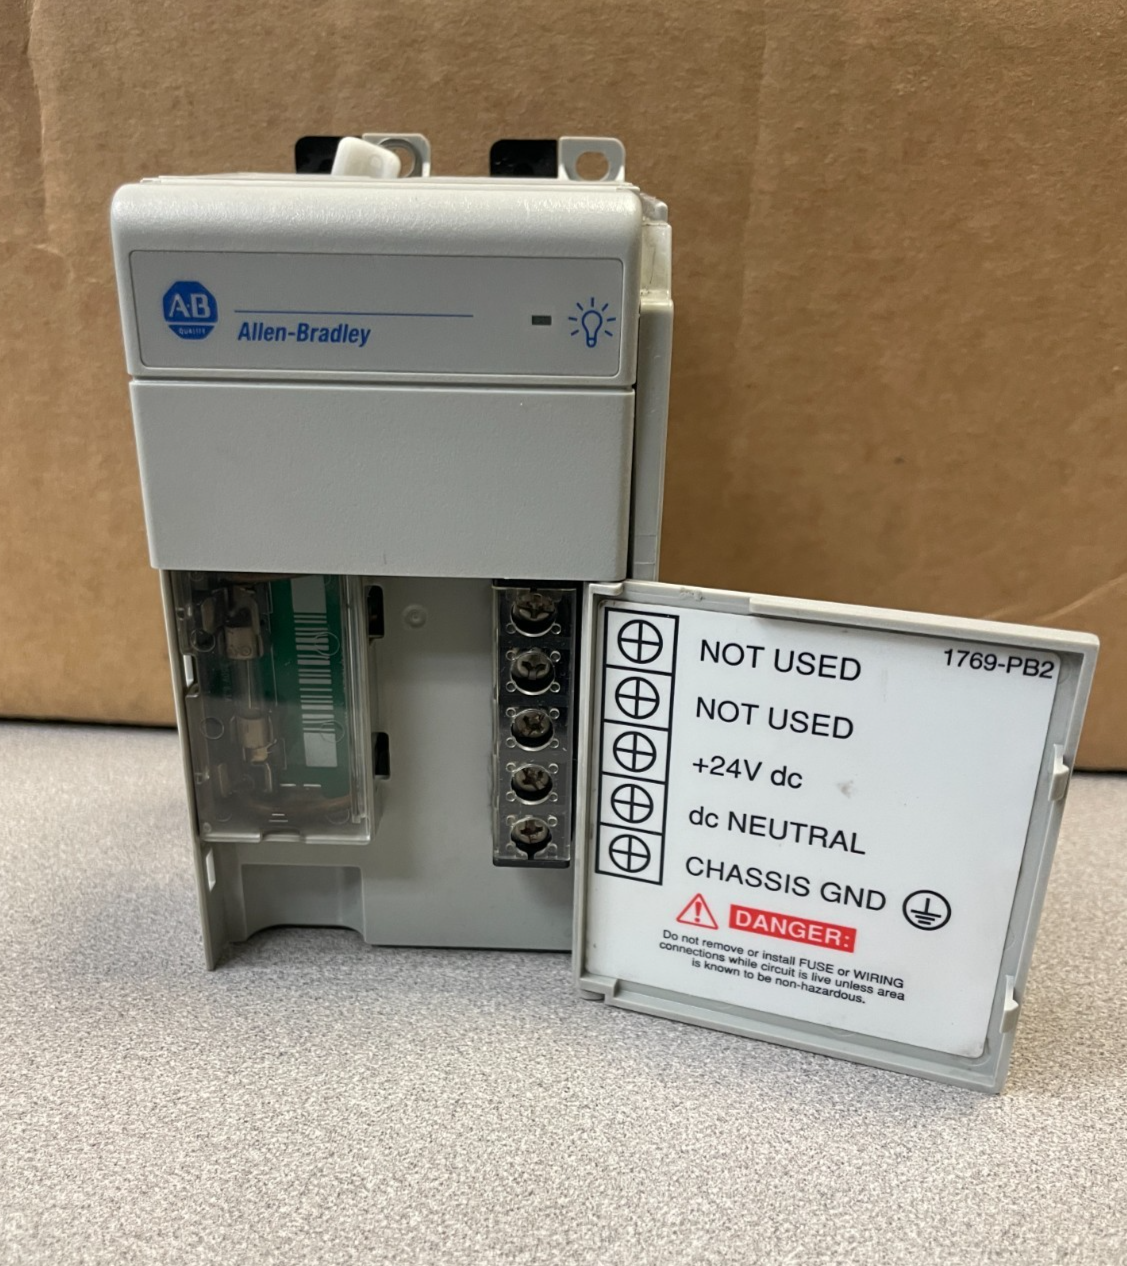 A·B
QUALITY
Allen-Bradley
1769-PB2
NOT USED
NOT USED
+24V dc
dc NEUTRAL
CHASSIS GND
DANGER:
Do not remove or install FUSE or WIRING
connections while circuit is live unless area
is known to be non-hazardous.